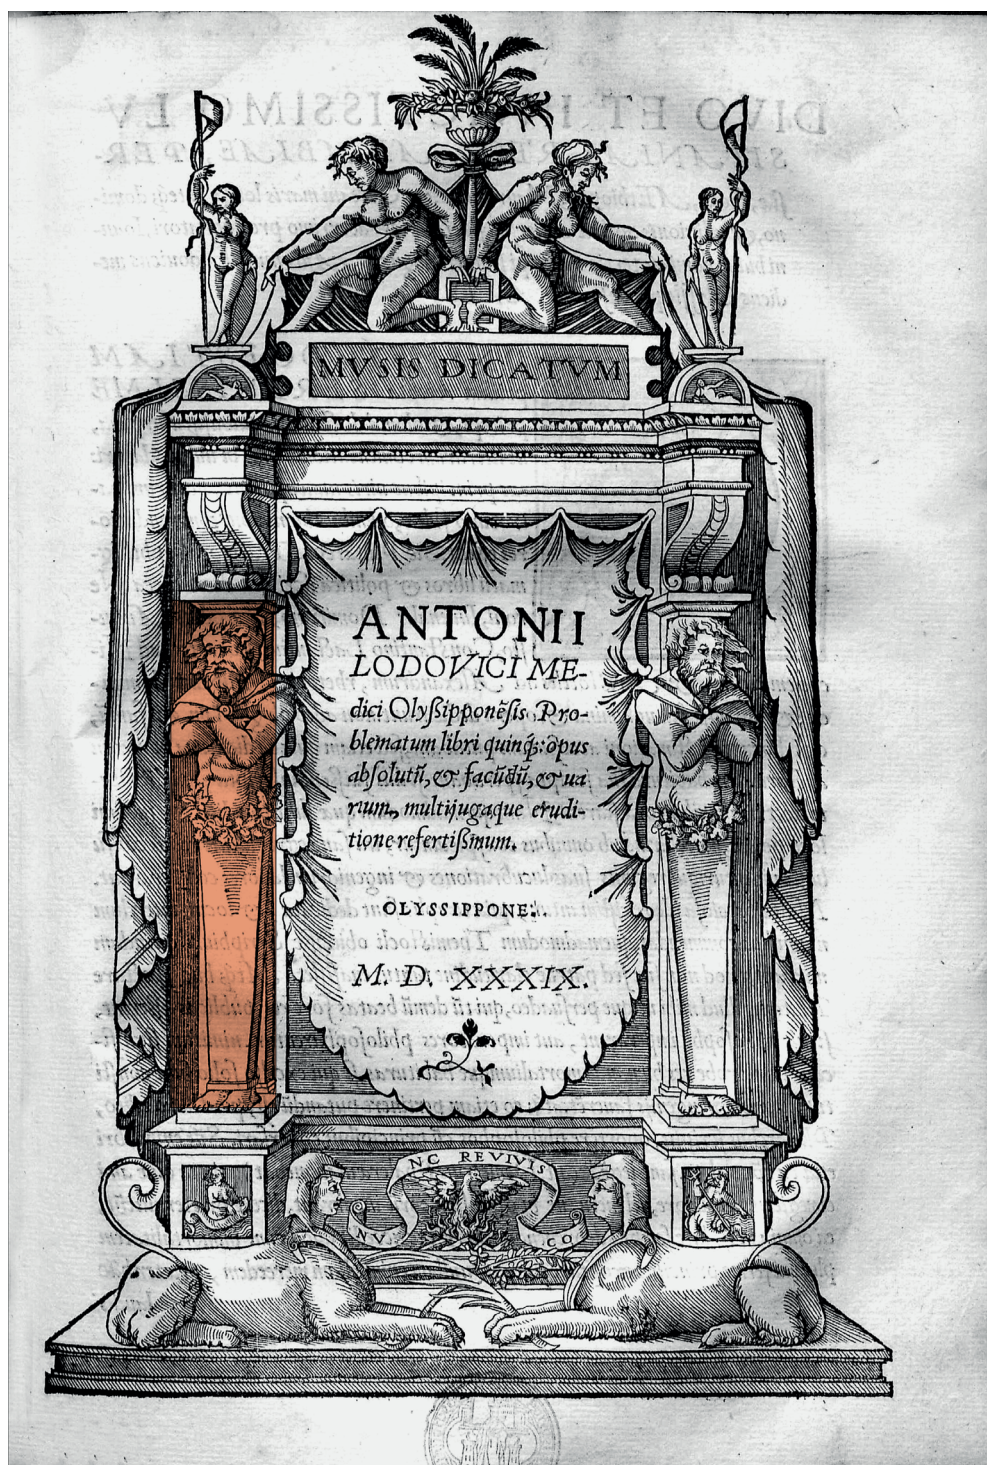 MVSIS DICATVM
ANTONII
LODOVICI ME-
dici Olyßipponẽsis Pro-
blematum libri quinq;: opus
absolutũ, & facũdũ, & ua
rium, multijugaque erudi-
tione refertißimum.
OLYSSIPPONE:.
M. D. XXXIX.
NC REVIVIS
NV
CO